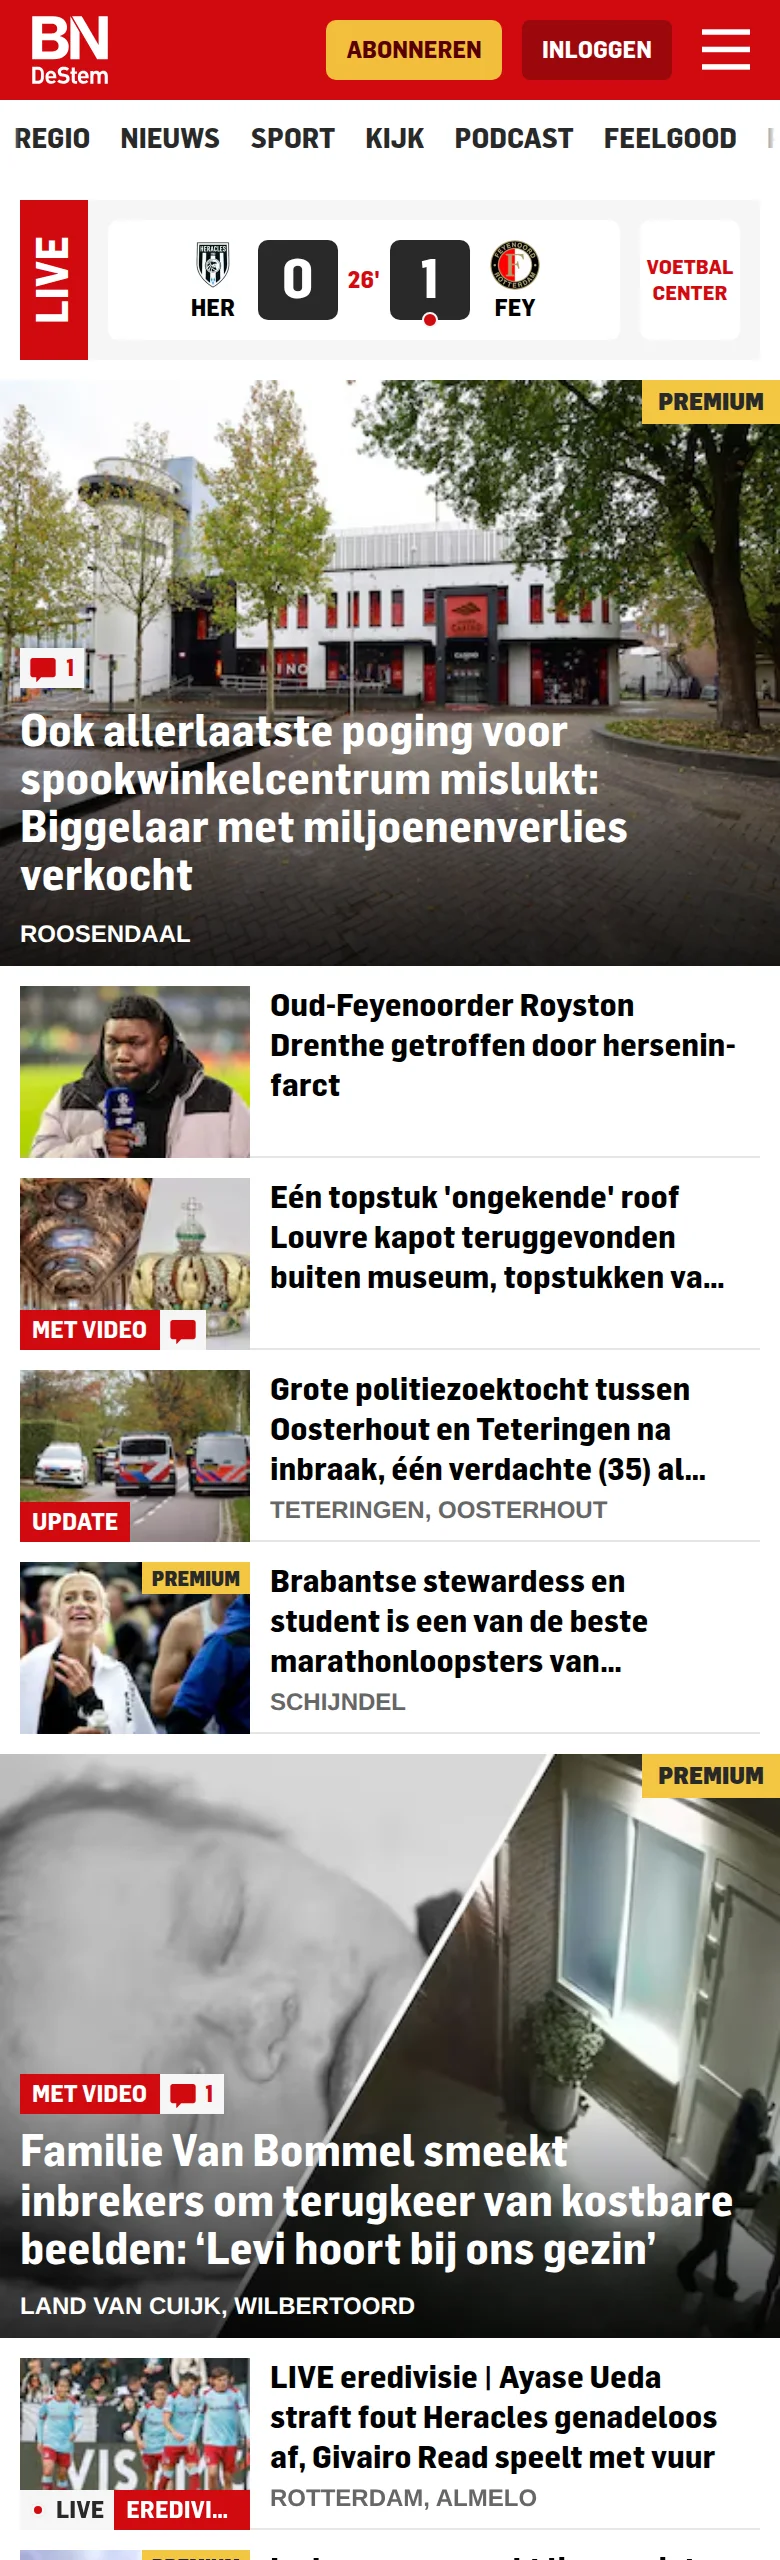 BN
DeStem
ABONNEREN
INLOGGEN
REGIO NIEUWS SPORT KIJK PODCAST FEELGOOD
LIVE
HERACLES
HER
0
26'
1
FEYENOORD
ROTTERDAM
FEY
VOETBAL
CENTER
PREMIUM
CASINO
1
Ook allerlaatste poging voor
spookwinkelcentrum mislukt:
Biggelaar met miljoenenverlies
verkocht
ROOSENDAAL
Oud-Feyenoorder Royston
Drenthe getroffen door hersenin-
farct
Eén topstuk 'ongekende' roof
Louvre kapot teruggevonden
buiten museum, topstukken va...
MET VIDEO
Grote politiezoektocht tussen
Oosterhout en Teteringen na
inbraak, één verdachte (35) al...
TETERINGEN, OOSTERHOUT
UPDATE
PREMIUM
Brabantse stewardess en
student is een van de beste
marathonloopsters van...
SCHIJNDEL
PREMIUM
MET VIDEO
1
Familie Van Bommel smeekt
inbrekers om terugkeer van kostbare
beelden: ‘Levi hoort bij ons gezin’
LAND VAN CUIJK, WILBERTOORD
LIVE eredivisie | Ayase Ueda
straft fout Heracles genadeloos
af, Givairo Read speelt met vuur
ROTTERDAM, ALMELO
LIVE
EREDIVI...